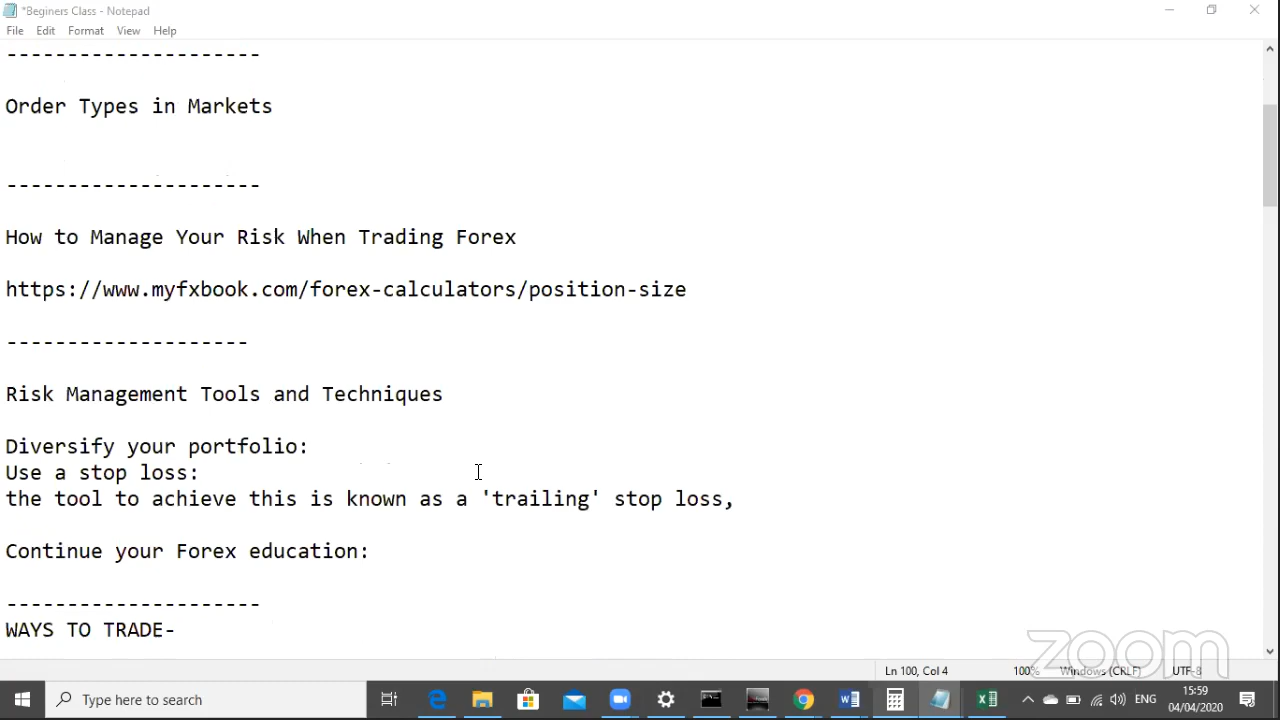 *Beginers Class - Notepad
File Edit Format View Help
---------------------
Order Types in Markets
---------------------
How to Manage Your Risk When Trading Forex
https://www.myfxbook.com/forex-calculators/position-size
--------------------
Risk Management Tools and Techniques
Diversify your portfolio:
Use a stop loss:
the tool to achieve this is known as a 'trailing' stop loss,
Continue your Forex education:
---------------------
WAYS TO TRADE-
zoom
Ln 100, Col 4 100% Windows (CRLF) UTF-8
Type here to search
ENG
15:59
04/04/2020